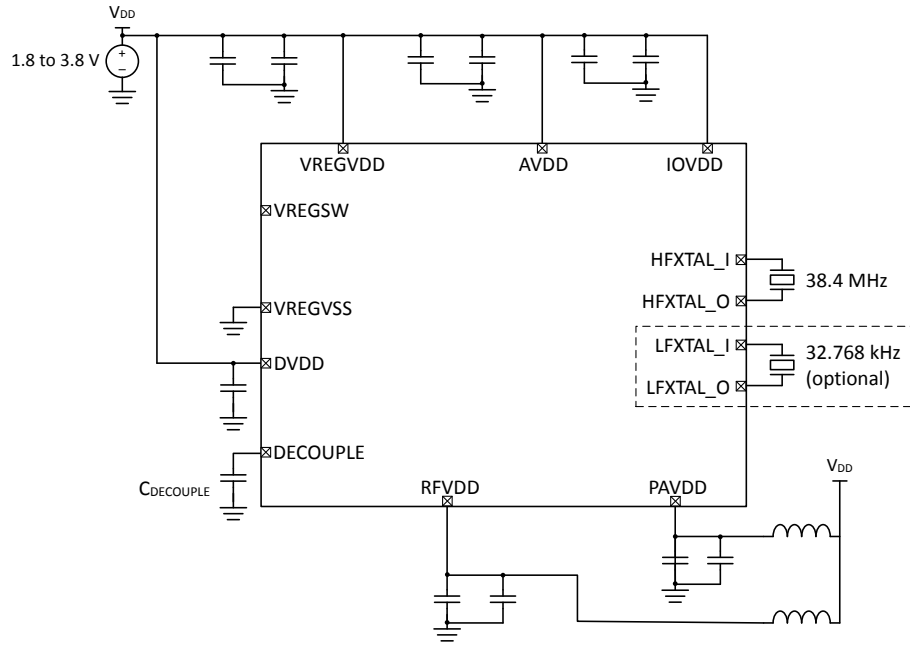 VDD
1.8 to 3.8 V
+
−
VREGVDD
AVDD
IOVDD
VREGSW
HFXTAL_I
38.4 MHz
HFXTAL_O
VREGVSS
LFXTAL_I
32.768 kHz
(optional)
LFXTAL_O
DVDD
DECOUPLE
CDECOUPLE
RFVDD
PAVDD
VDD